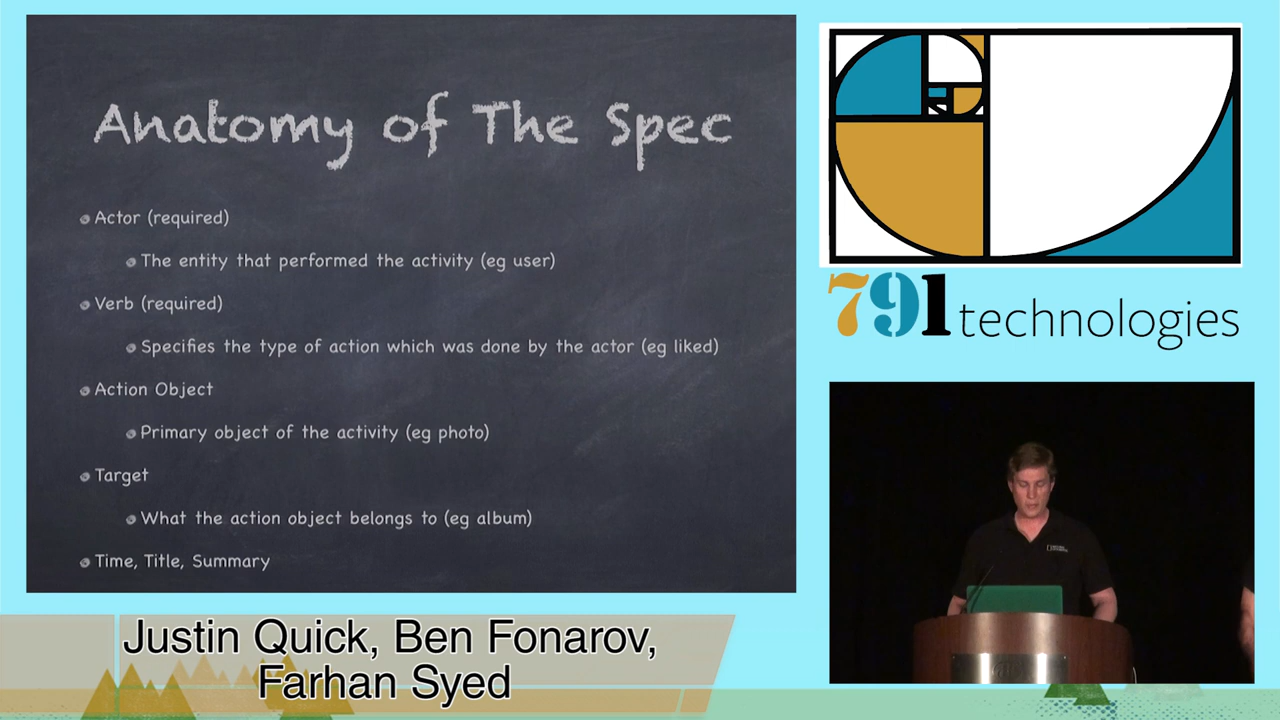 Anatomy of The Spec
Actor (required)
The entity that performed the activity (eg user)
Verb (required)
Specifies the type of action which was done by the actor (eg liked)
Action Object
Primary object of the activity (eg photo)
Target
What the action object belongs to (eg album)
Time, Title, Summary
791 technologies
Justin Quick, Ben Fonarov,
Farhan Syed